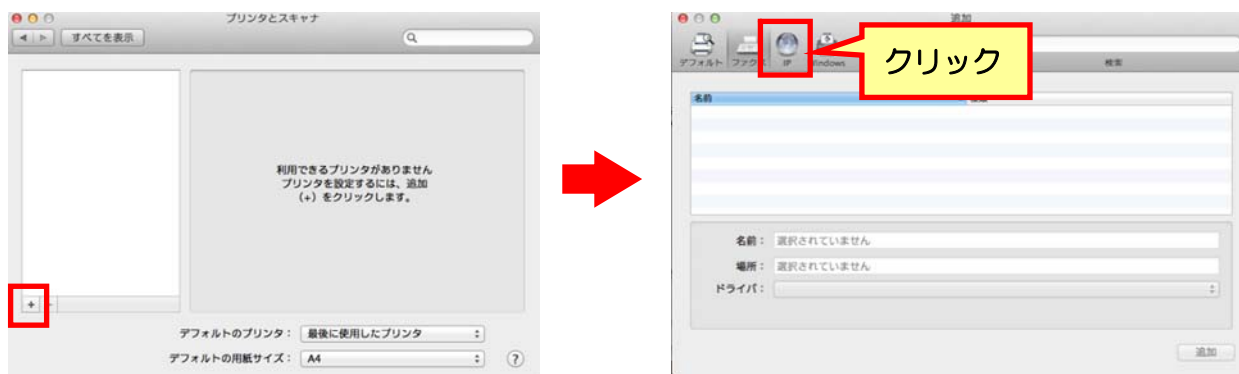 プリンタとスキャナ
すべてを表示
利用できるプリンタがありません
プリンタを設定するには、追加
（+）をクリックします。
+
デフォルトのプリンタ： 最後に使用したプリンタ
デフォルトの用紙サイズ： A4
?
追加
デフォルト ファクス IP Windows
検索
クリック
名前
名前： 選択されていません
場所： 選択されていません
ドライバ：
追加